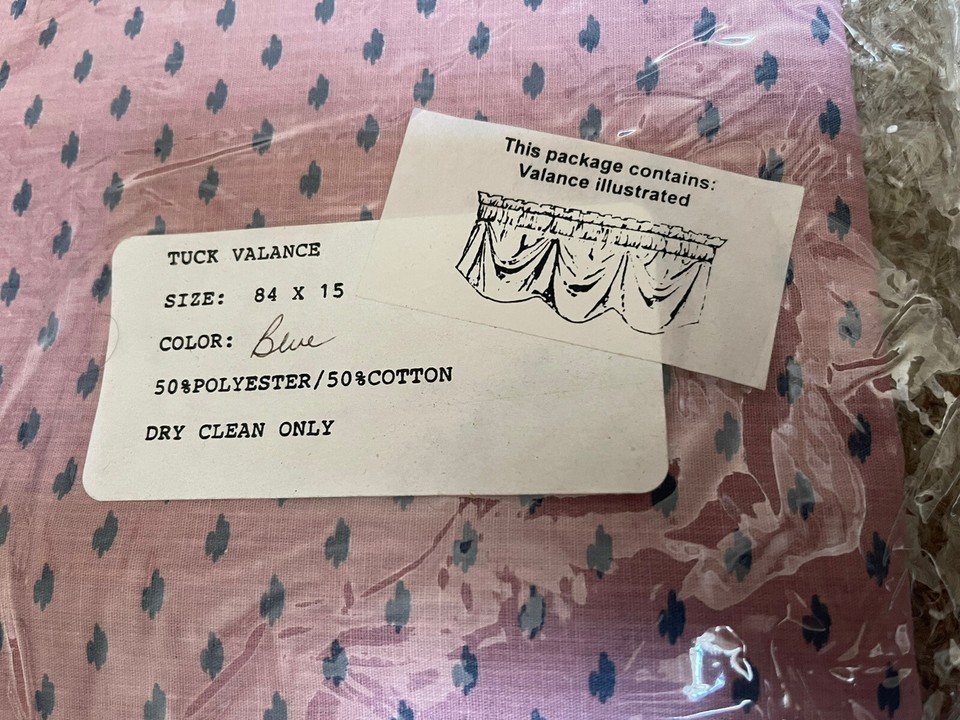 This package contains:
Valance illustrated
TUCK VALANCE
SIZE: 84 X 15
COLOR: Blue
50%POLYESTER/50%COTTON
DRY CLEAN ONLY